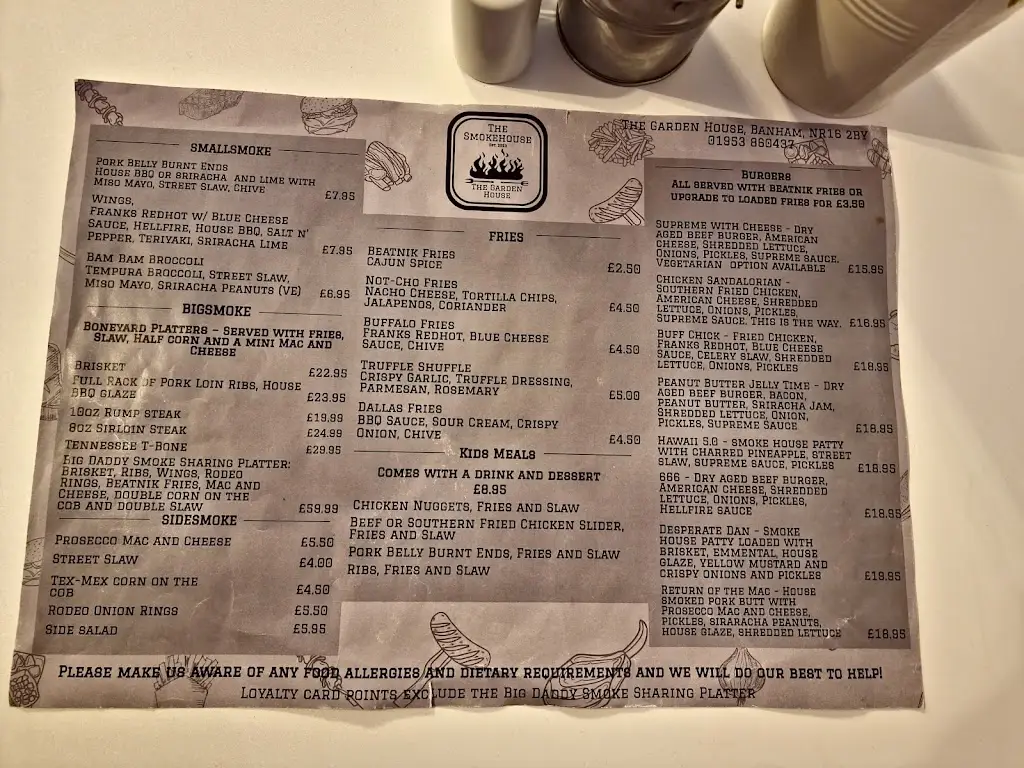 SMALLSMOKE
PORK BELLY BURNT ENDS
HOUSE BBQ OR SRIRACHA AND LIME WITH
MISO MAYO, STREET SLAW, CHIVE £7.95
WINGS,
FRANKS REDHOT W/ BLUE CHEESE
SAUCE, HELLFIRE, HOUSE BBQ, SALT N'
PEPPER, TERIYAKI, SRIRACHA LIME £7.95
BAM BAM BROCCOLI
TEMPURA BROCCOLI, STREET SLAW,
MISO MAYO, SRIRACHA PEANUTS (VE) £6.95
BIGSMOKE
BONEYARD PLATTERS - SERVED WITH FRIES,
SLAW, HALF CORN AND A MINI MAC AND
CHEESE
BRISKET £22.95
FULL RACK OF PORK LOIN RIBS, HOUSE
BBQ GLAZE £23.95
10OZ RUMP STEAK £19.99
8OZ SIRLOIN STEAK £24.99
TENNESSEE T-BONE £29.95
BIG DADDY SMOKE SHARING PLATTER:
BRISKET, RIBS, WINGS, RODEO
RINGS, BEATNIK FRIES, MAC AND
CHEESE, DOUBLE CORN ON THE
COB AND DOUBLE SLAW £59.99
SIDESMOKE
PROSECCO MAC AND CHEESE £5.50
STREET SLAW £4.00
TEX-MEX CORN ON THE
COB £4.50
RODEO ONION RINGS £5.50
SIDE SALAD £5.95
THE
SMOKEHOUSE
THE GARDEN
HOUSE
FRIES
BEATNIK FRIES
CAJUN SPICE £2.50
NOT-CHO FRIES
NACHO CHEESE, TORTILLA CHIPS,
JALAPENOS, CORIANDER £4.50
BUFFALO FRIES
FRANKS REDHOT, BLUE CHEESE
SAUCE, CHIVE £4.50
TRUFFLE SHUFFLE
CRISPY GARLIC, TRUFFLE DRESSING,
PARMESAN, ROSEMARY £5.00
DALLAS FRIES
BBQ SAUCE, SOUR CREAM, CRISPY
ONION, CHIVE £4.50
KIDS MEALS
COMES WITH A DRINK AND DESSERT
£8.95
CHICKEN NUGGETS, FRIES AND SLAW
BEEF OR SOUTHERN FRIED CHICKEN SLIDER,
FRIES AND SLAW
PORK BELLY BURNT ENDS, FRIES AND SLAW
RIBS, FRIES AND SLAW
THE GARDEN HOUSE, BANHAM, NR16 2BY
01953 860437
BURGERS
ALL SERVED WITH BEATNIK FRIES OR
UPGRADE TO LOADED FRIES FOR £3.50
SUPREME WITH CHEESE - DRY
AGED BEEF BURGER, AMERICAN
CHEESE, SHREDDED LETTUCE,
ONIONS, PICKLES, SUPREME SAUCE.
VEGETARIAN OPTION AVAILABLE £15.95
CHICKEN SANDALORIAN -
SOUTHERN FRIED CHICKEN,
AMERICAN CHEESE, SHREDDED
LETTUCE, ONIONS, PICKLES,
SUPREME SAUCE. THIS IS THE WAY. £16.95
BUFF CHICK - FRIED CHICKEN,
FRANKS REDHOT, BLUE CHEESE
SAUCE, CELERY SLAW, SHREDDED
LETTUCE, ONIONS, PICKLES £18.95
PEANUT BUTTER JELLY TIME - DRY
AGED BEEF BURGER, BACON,
PEANUT BUTTER, SRIRACHA JAM,
SHREDDED LETTUCE, ONION,
PICKLES, SUPREME SAUCE £18.95
HAWAII 5.0 - SMOKE HOUSE PATTY
WITH CHARRED PINEAPPLE, STREET
SLAW, SUPREME SAUCE, PICKLES £18.95
666 - DRY AGED BEEF BURGER,
AMERICAN CHEESE, SHREDDED
LETTUCE, ONIONS, PICKLES,
HELLFIRE SAUCE £18.95
DESPERATE DAN - SMOKE
HOUSE PATTY LOADED WITH
BRISKET, EMMENTAL, HOUSE
GLAZE, YELLOW MUSTARD AND
CRISPY ONIONS AND PICKLES £19.95
RETURN OF THE MAC - HOUSE
SMOKED PORK BUTT WITH
PROSECCO MAC AND CHEESE,
PICKLES, SIRARACHA PEANUTS,
HOUSE GLAZE, SHREDDED LETTUCE £18.95
PLEASE MAKE US AWARE OF ANY FOOD ALLERGIES AND DIETARY REQUIREMENTS AND WE WILL DO OUR BEST TO HELP!
LOYALTY CARD POINTS EXCLUDE THE BIG DADDY SMOKE SHARING PLATTER